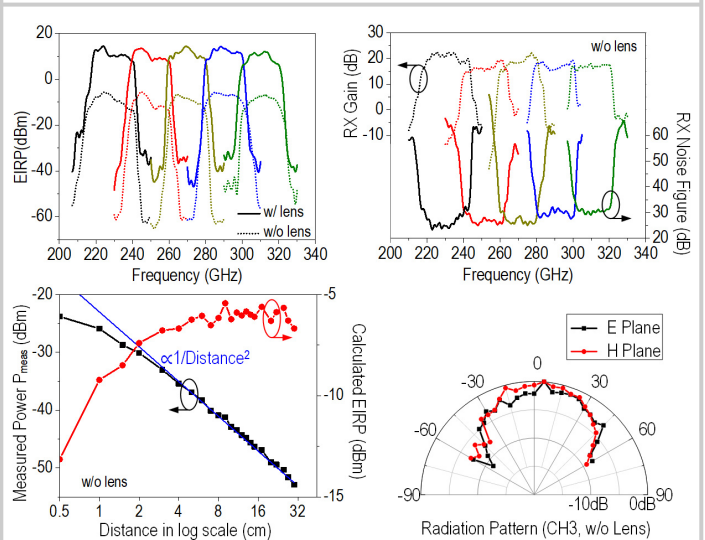 20
0
-20
-40
-60
EIRP(dBm)
w/ lens
w/o lens
200 220 240 260 280 300 320 340
Frequency (GHz)
30
20
10
0
-10
RX Gain (dB)
w/o lens
60
50
40
30
20
RX Noise Figure (dB)
200 220 240 260 280 300 320 340
Frequency (GHz)
-20
-30
-40
-50
Measured Power Pmeas (dBm)
∝1/Distance²
w/o lens
-5
-10
-15
Calculated EIRP (dBm)
0.5 1 2 4 8 16 32
Distance in log scale (cm)
E Plane
H Plane
0
-30 30
-60 60
-90 -10dB 0dB 90
Radiation Pattern (CH3, w/o Lens)